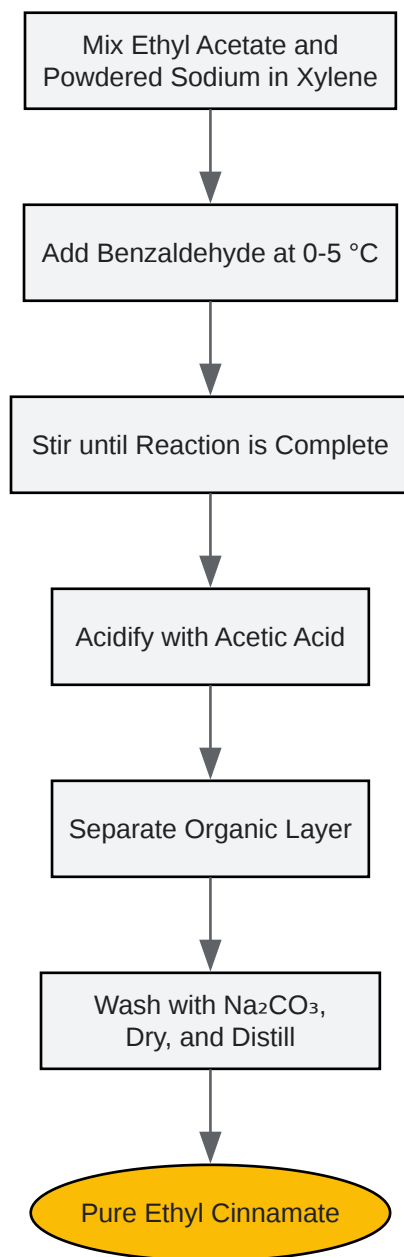 Mix Ethyl Acetate and
Powdered Sodium in Xylene
Add Benzaldehyde at 0-5 °C
Stir until Reaction is Complete
Acidify with Acetic Acid
Separate Organic Layer
Wash with Na₂CO₃,
Dry, and Distill
Pure Ethyl Cinnamate